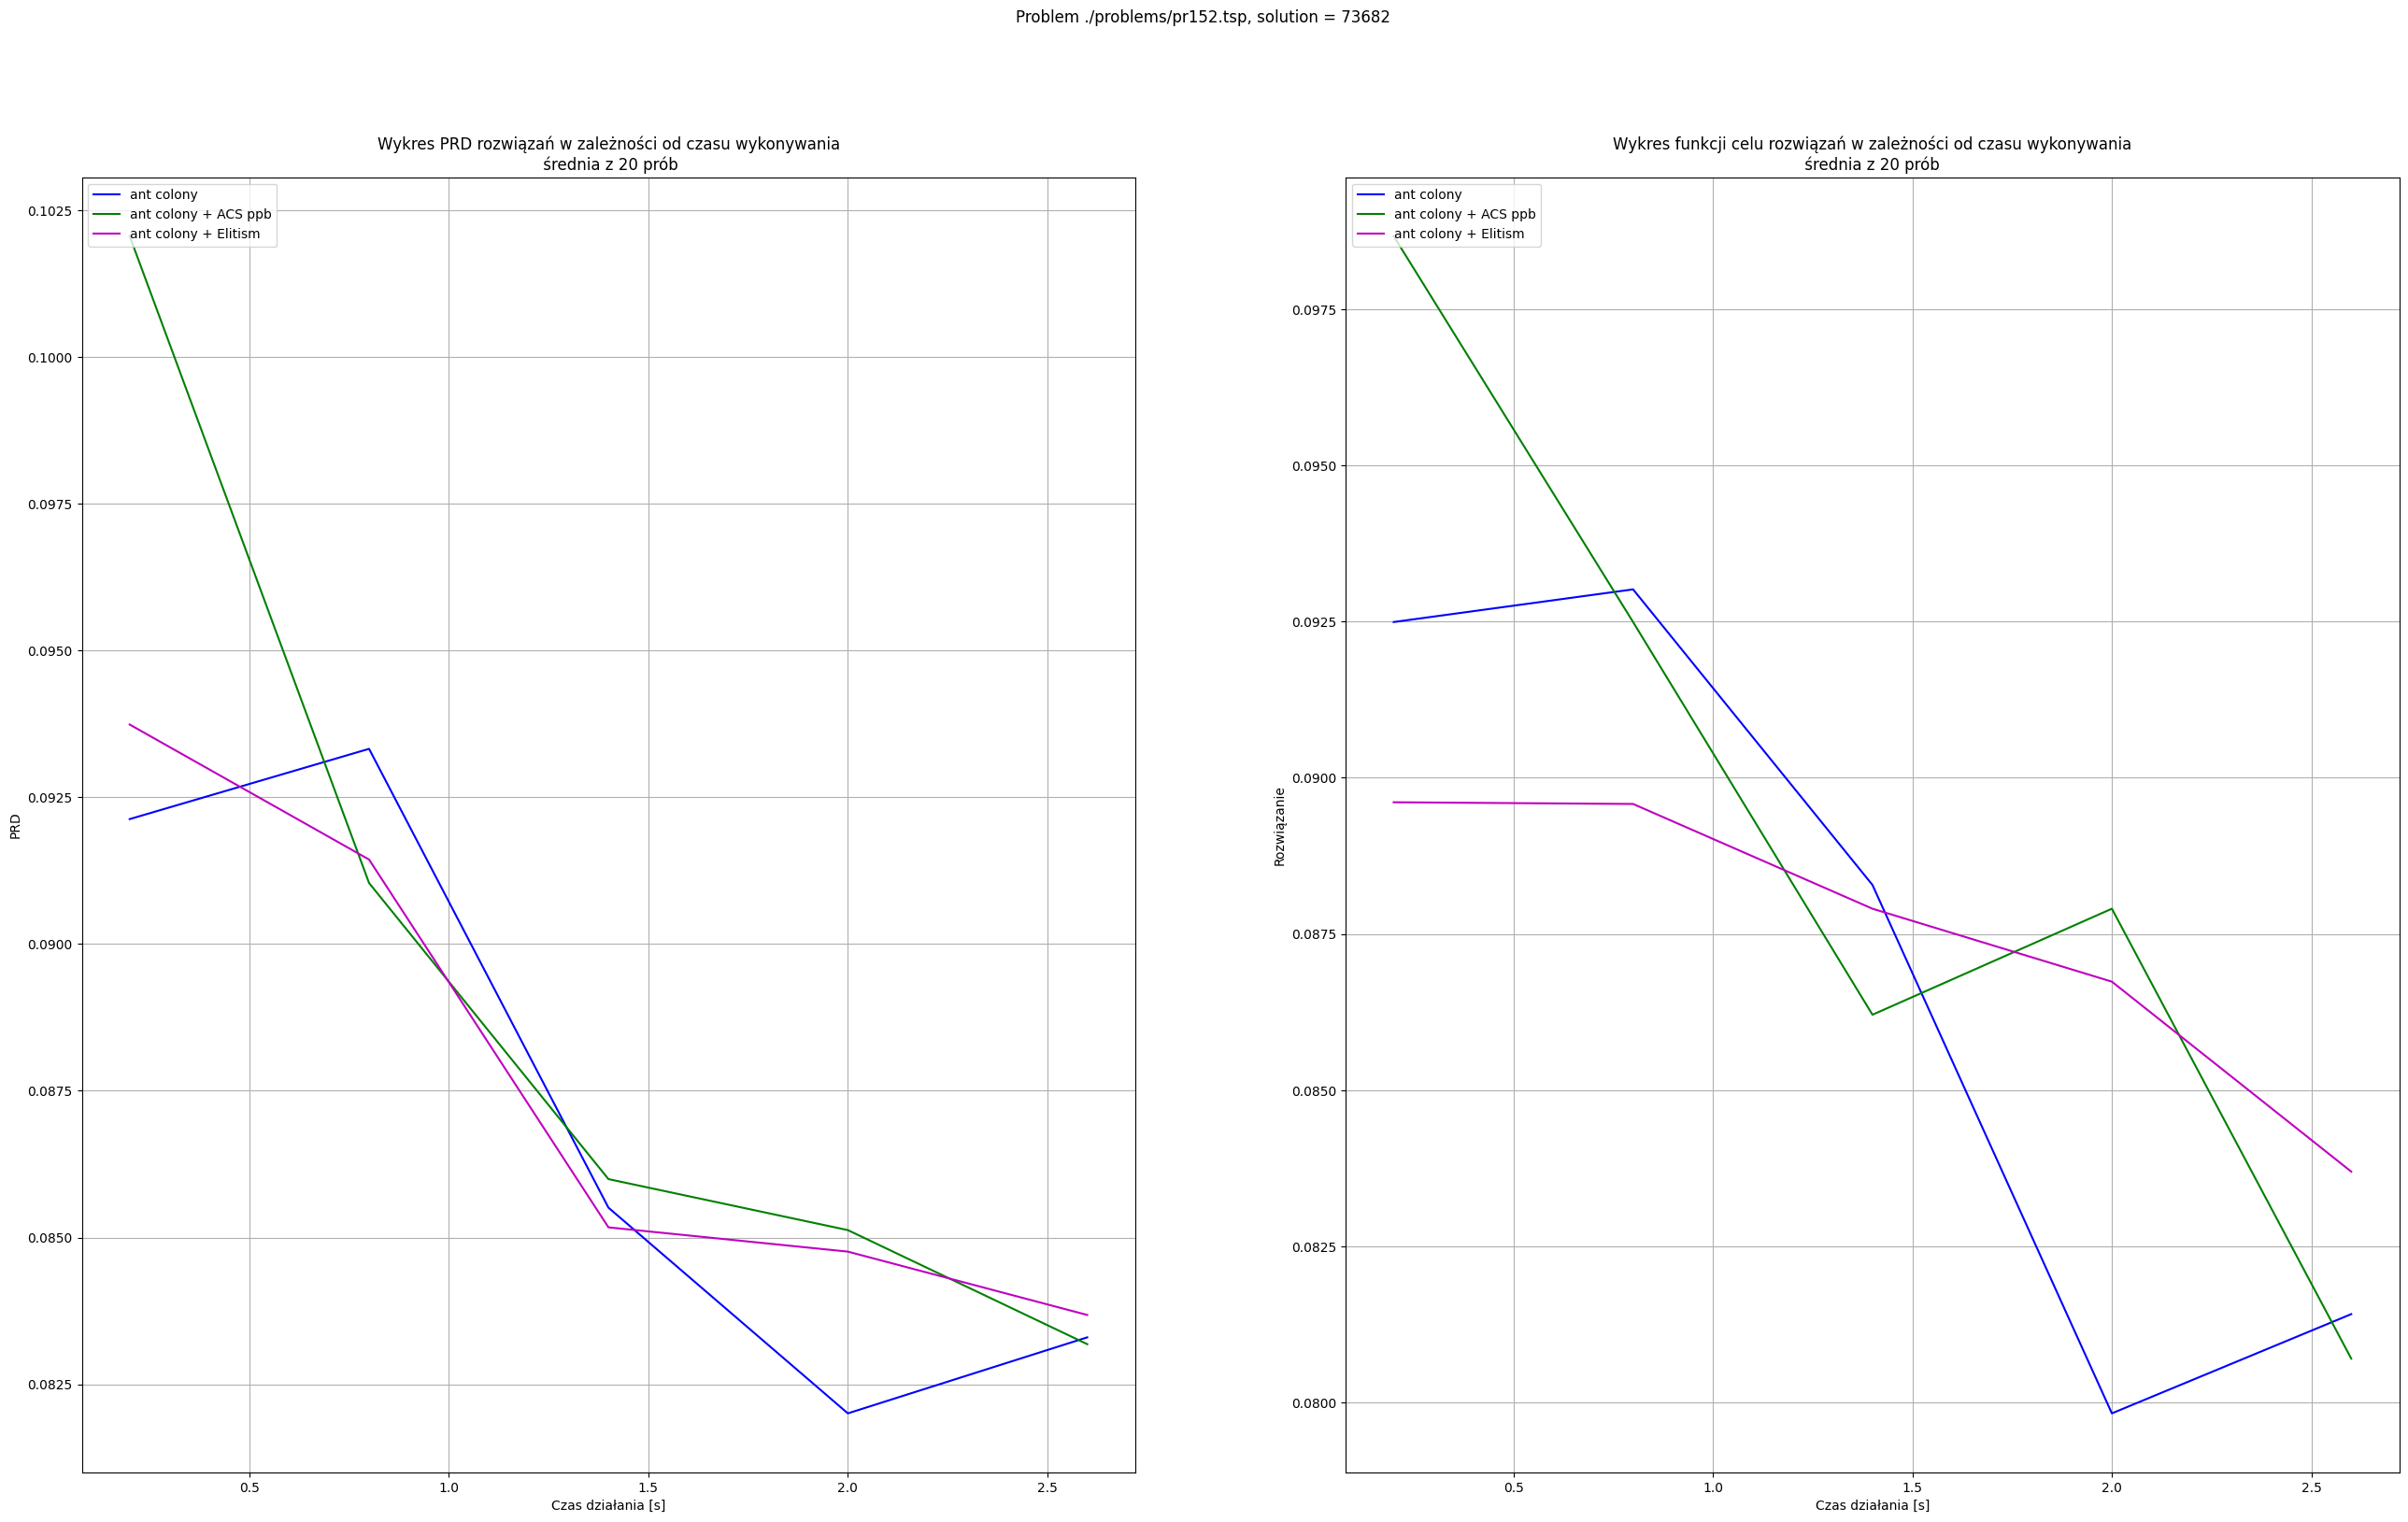 Problem ./problems/pr152.tsp, solution = 73682
Wykres PRD rozwiązań w zależności od czasu wykonywania
średnia z 20 prób
ant colony
ant colony + ACS ppb
ant colony + Elitism
0.1025
0.1000
0.0975
0.0950
0.0925
0.0900
0.0875
0.0850
0.0825
PRD
0.5
1.0
1.5
2.0
2.5
Czas działania [s]
Wykres funkcji celu rozwiązań w zależności od czasu wykonywania
średnia z 20 prób
ant colony
ant colony + ACS ppb
ant colony + Elitism
0.0975
0.0950
0.0925
0.0900
0.0875
0.0850
0.0825
0.0800
Rozwiązanie
0.5
1.0
1.5
2.0
2.5
Czas działania [s]